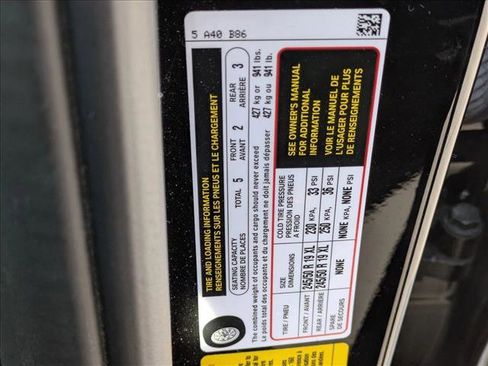 5 A40 B86
TIRE AND LOADING INFORMATION
RENSEIGNEMENTS SUR LES PNEUS ET LE CHARGEMENT
SEATING CAPACITY
NOMBRE DE PLACES
TOTAL 5
FRONT
AVANT 2
REAR
ARRIÈRE 3
The combined weight of occupants and cargo should never exceed 427 kg or 941 lbs.
Le poids total des occupants et du chargement ne doit jamais dépasser 427 kg ou 941 lb.
TIRE / PNEU
SIZE
DIMENSIONS
COLD TIRE PRESSURE
PRESSION DES PNEUS
A FROID
FRONT / AVANT 245/50 R 19 XL 230 KPA, 33 PSI
REAR / ARRIÈRE 245/50 R 19 XL 250 KPA, 36 PSI
SPARE
DE SECOURS NONE NONE KPA, NONE PSI
SEE OWNER'S MANUAL
FOR ADDITIONAL
INFORMATION
VOIR LE MANUEL DE
L'USAGER POUR PLUS
DE RENSEIGNEMENTS